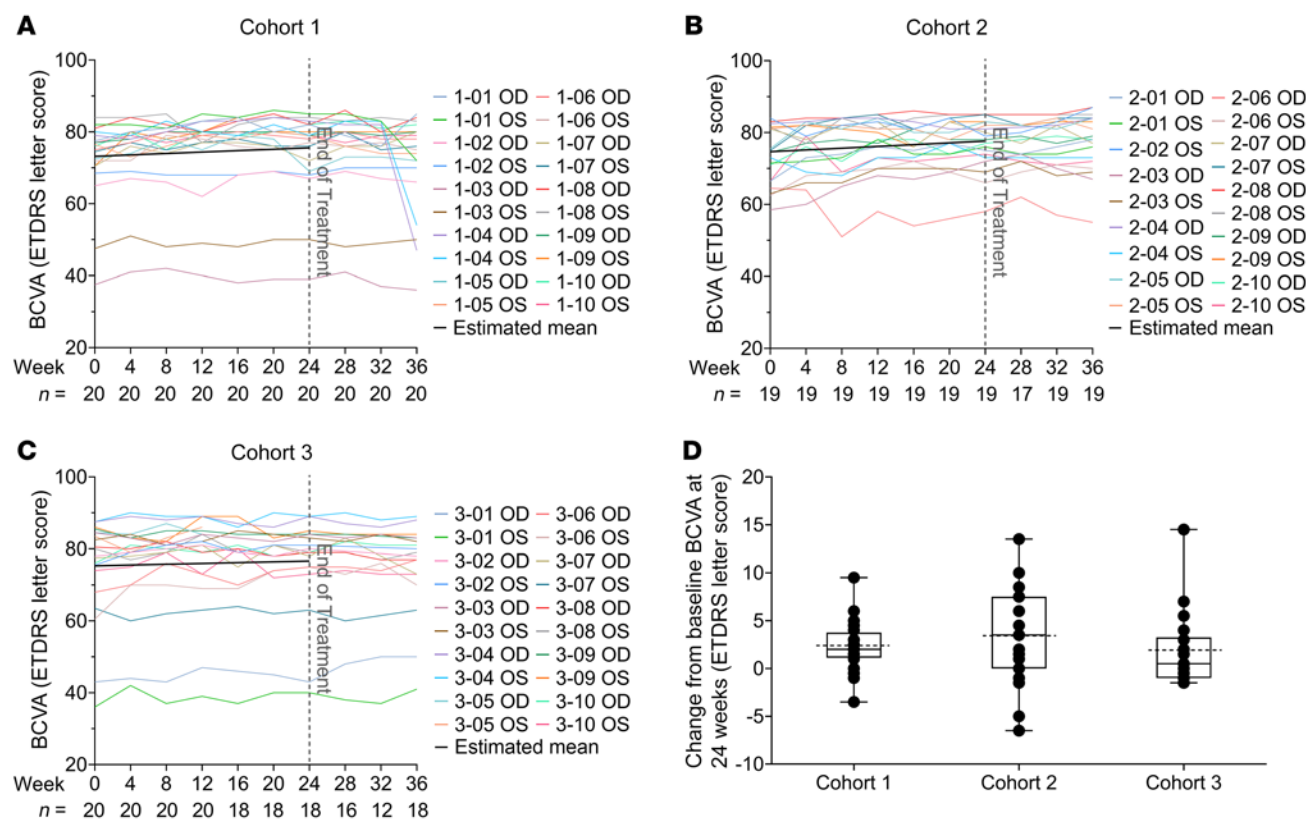 A
Cohort 1
BCVA (ETDRS letter score)
100
80
60
40
20
End of Treatment
1-01 OD 1-06 OD
1-01 OS 1-06 OS
1-02 OD 1-07 OD
1-02 OS 1-07 OS
1-03 OD 1-08 OD
1-03 OS 1-08 OS
1-04 OD 1-09 OD
1-04 OS 1-09 OS
1-05 OD 1-10 OD
1-05 OS 1-10 OS
Estimated mean
Week 0 4 8 12 16 20 24 28 32 36
n = 20 20 20 20 20 20 20 20 20 20
B
Cohort 2
BCVA (ETDRS letter score)
100
80
60
40
20
End of Treatment
2-01 OD 2-06 OD
2-01 OS 2-06 OS
2-02 OS 2-07 OD
2-02 OD 2-07 OS
2-03 OD 2-08 OD
2-03 OS 2-08 OS
2-04 OD 2-09 OD
2-04 OS 2-09 OS
2-05 OD 2-10 OD
2-05 OS 2-10 OS
Estimated mean
Week 0 4 8 12 16 20 24 28 32 36
n = 19 19 19 19 19 19 19 17 19 19
C
Cohort 3
BCVA (ETDRS letter score)
100
80
60
40
20
End of Treatment
3-01 OD 3-06 OD
3-01 OS 3-06 OS
3-02 OD 3-07 OD
3-02 OS 3-07 OS
3-03 OD 3-08 OD
3-03 OS 3-08 OS
3-04 OD 3-09 OD
3-04 OS 3-09 OS
3-05 OD 3-10 OD
3-05 OS 3-10 OS
Estimated mean
Week 0 4 8 12 16 20 24 28 32 36
n = 20 20 20 20 18 18 18 16 12 18
D
Change from baseline BCVA at
24 weeks (ETDRS letter score)
20
15
10
5
0
-5
-10
Cohort 1 Cohort 2 Cohort 3